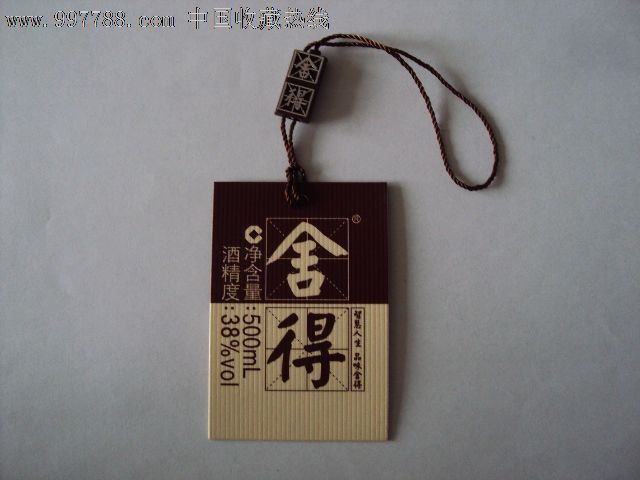 www.997788.com 中国收藏热线
舍
得
舍®
得
智慧人生 品味舍得
净含量:500mL
酒精度:38%vol